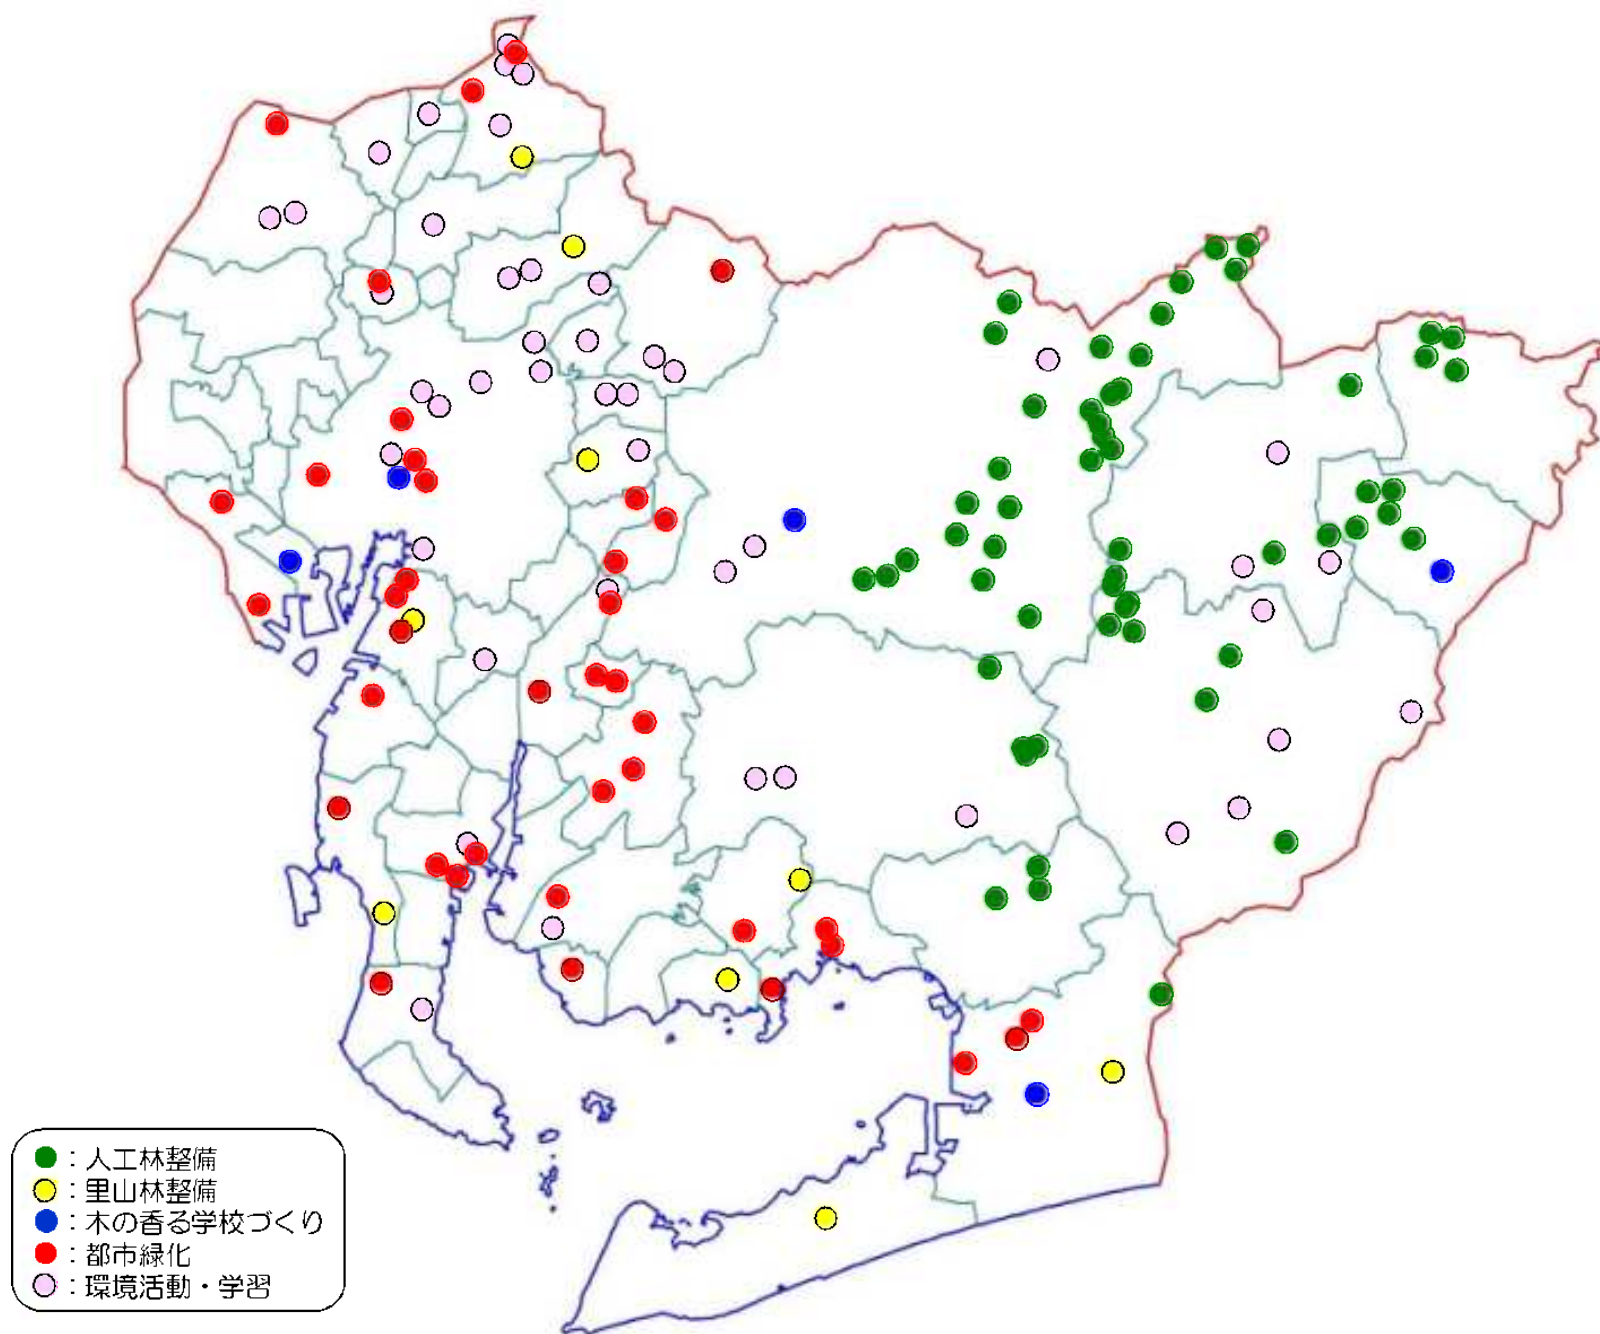 ：人工林整備
：里山林整備
：木の香る学校づくり
：都市緑化
：環境活動・学習